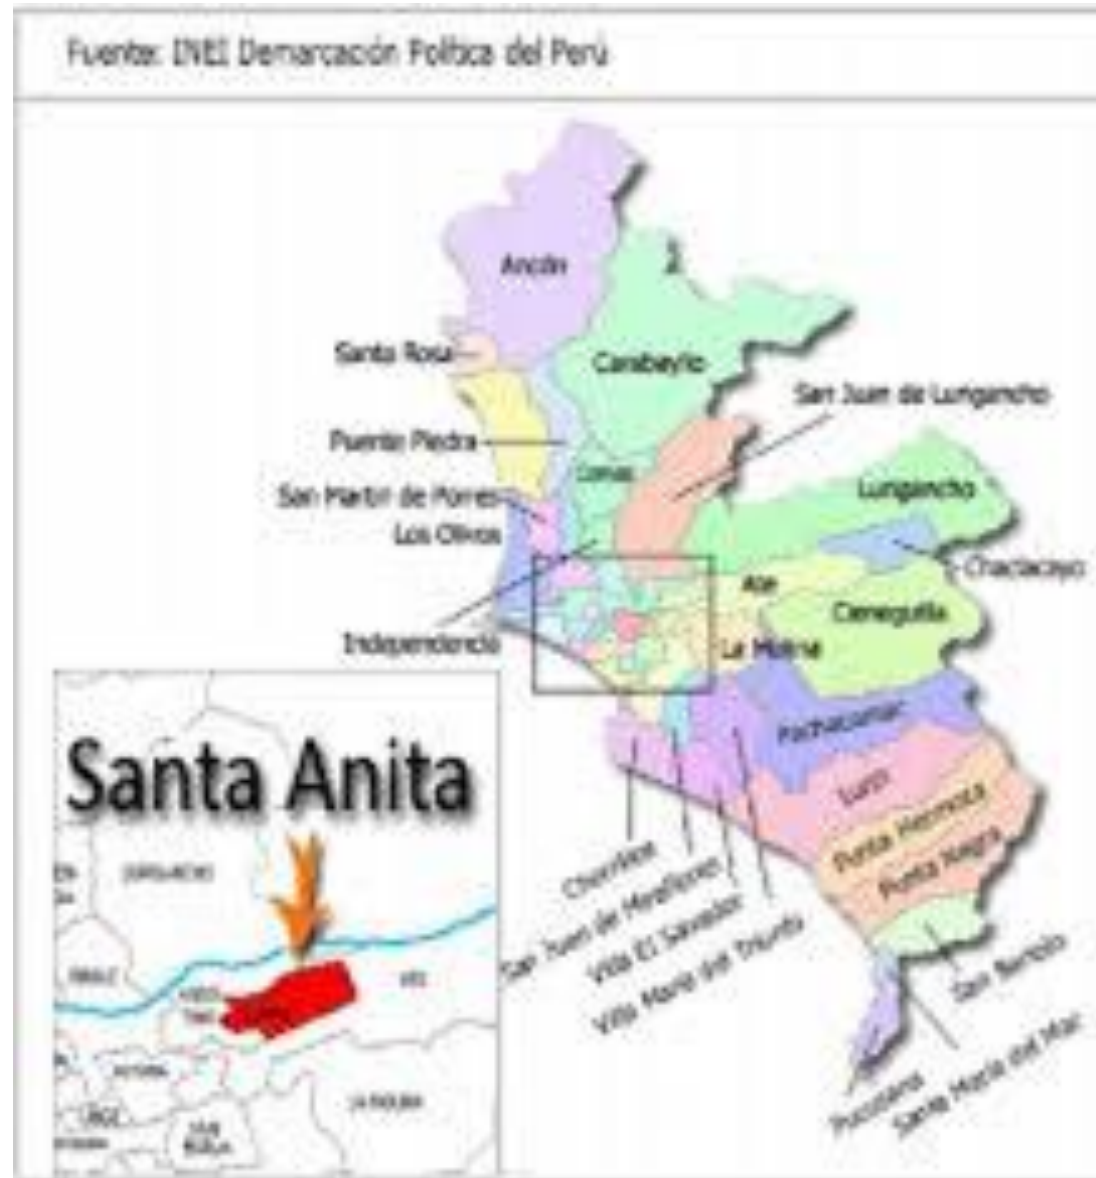 Fuente: INEI Demarcación Política del Perú
Ancón
Santa Rosa
Carabayllo
San Juan de Lurigancho
Puente Piedra
Comas
Lurigancho
San Martín de Porres
Los Olivos
Chaclacayo
Ate
Cieneguilla
Independencia
La Molina
Pachacamac
Santa Anita
Lurín
Punta Hermosa
Punta Negra
Chorrillos
San Juan de Miraflores
Villa El Salvador
Villa María del Triunfo
San Bartolo
Pucusana
Santa María del Mar
LA MOLINA
SAN